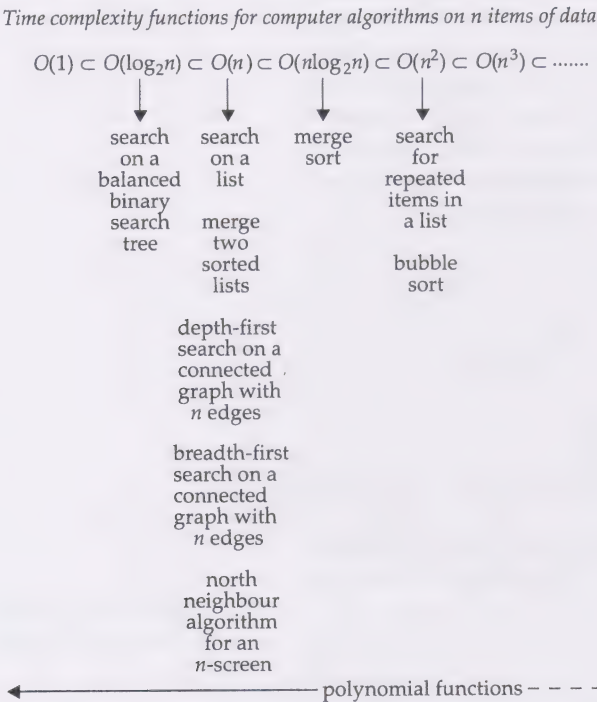 Time complexity functions for computer algorithms on n items of data
O(1) ⊂ O(log₂n) ⊂ O(n) ⊂ O(nlog₂n) ⊂ O(n²) ⊂ O(n³) ⊂ .......
search
on a
balanced
binary
search
tree
search
on a
list
merge
two
sorted
lists
depth-first
search on a
connected
graph with
n edges
breadth-first
search on a
connected
graph with
n edges
north
neighbour
algorithm
for an
n-screen
merge
sort
search
for
repeated
items in
a list
bubble
sort
polynomial functions